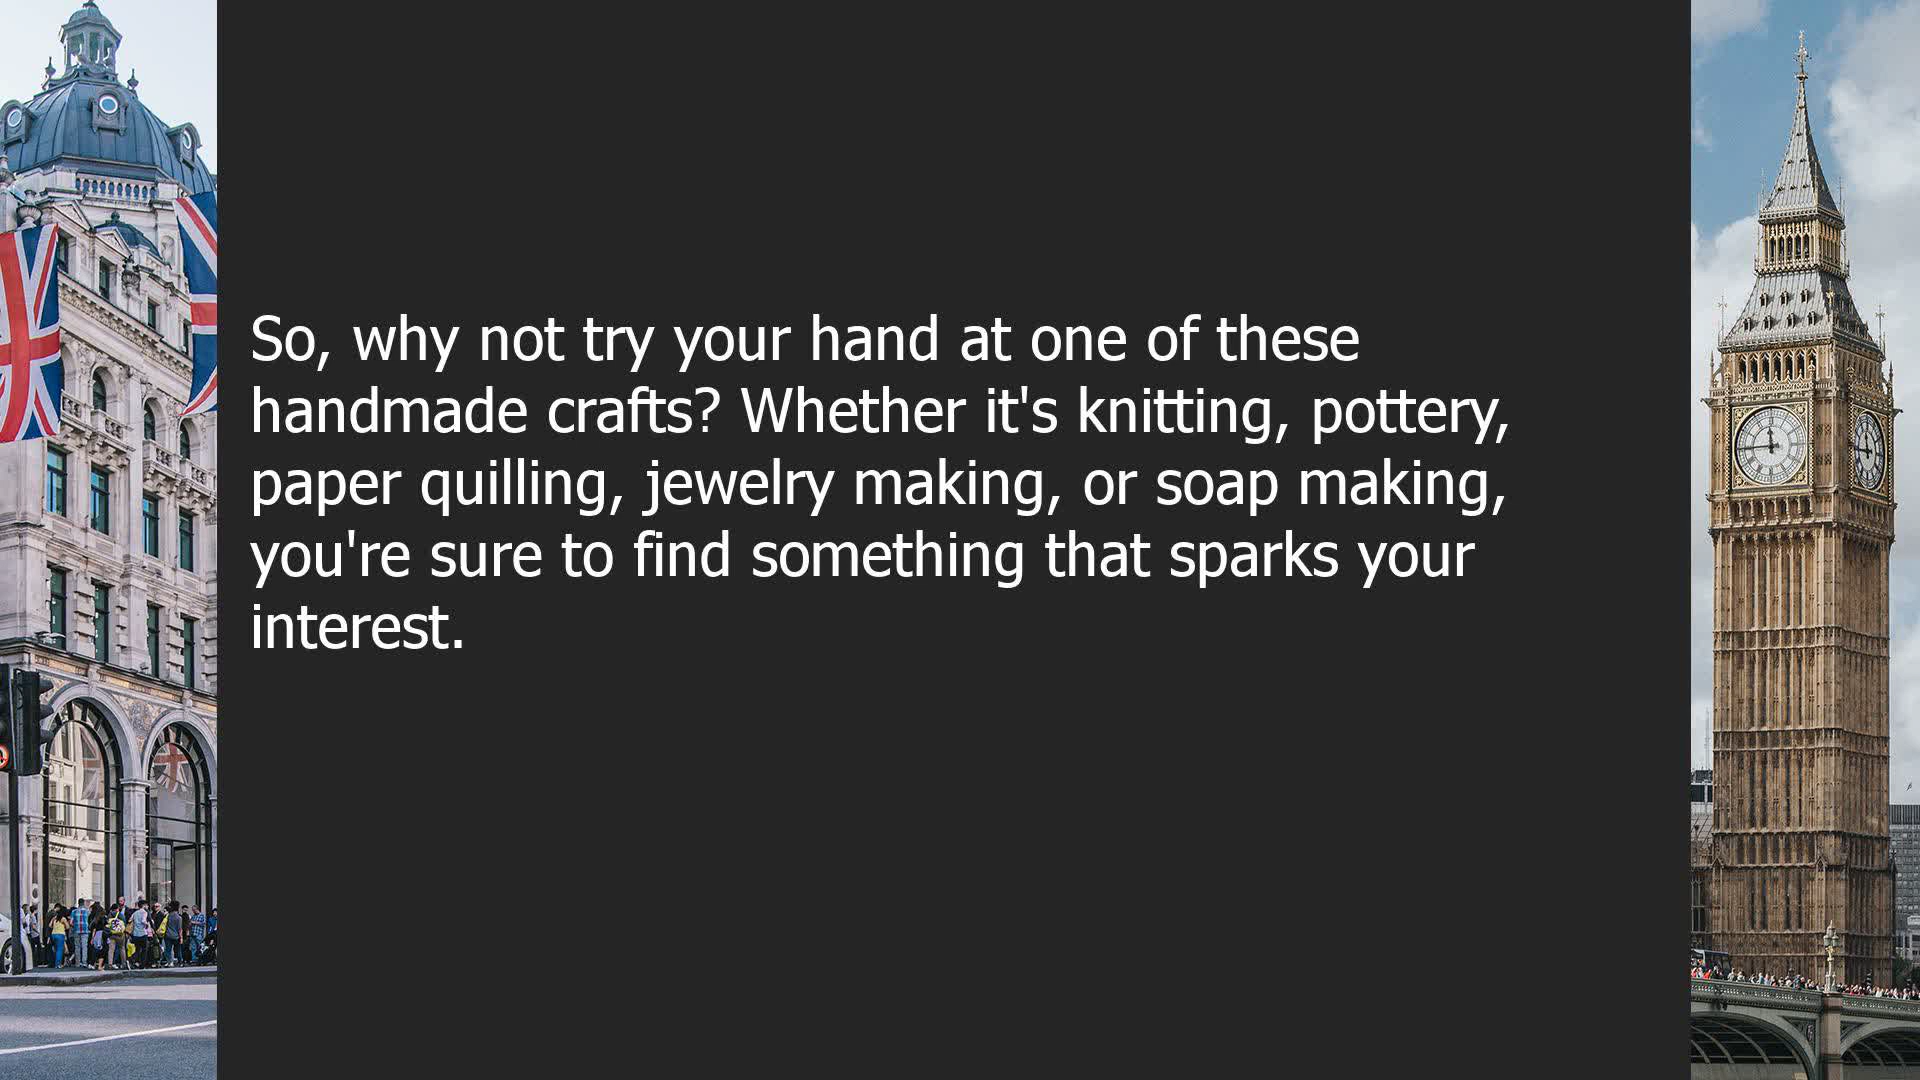 So, why not try your hand at one of these
handmade crafts? Whether it's knitting, pottery,
paper quilling, jewelry making, or soap making,
you're sure to find something that sparks your
interest.